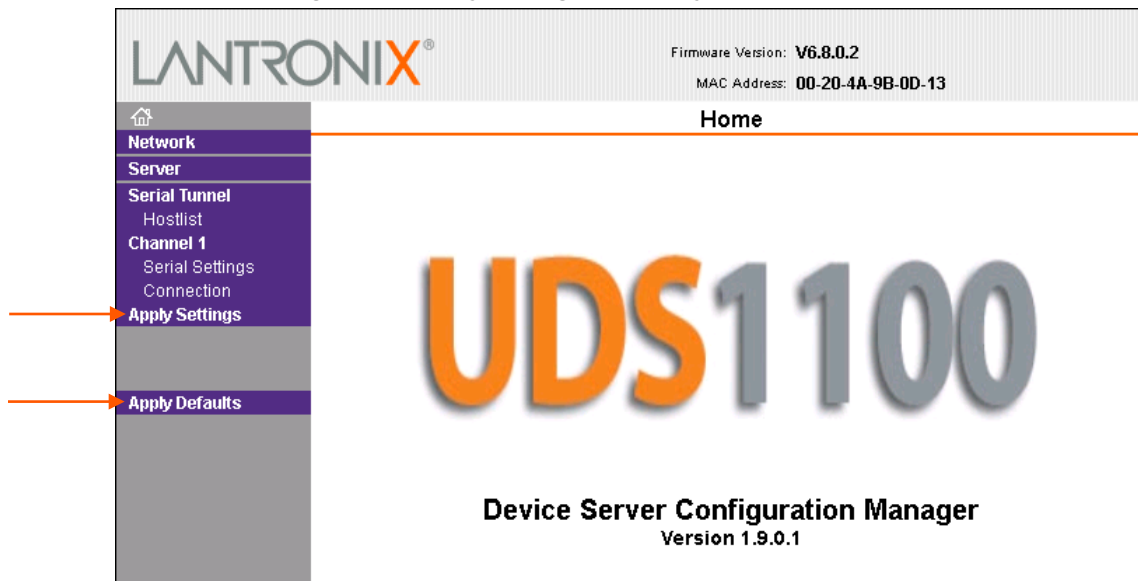 LANTRONIX®
Firmware Version: V6.8.0.2
MAC Address: 00-20-4A-9B-0D-13
Home
Network
Server
Serial Tunnel
Hostlist
Channel 1
Serial Settings
Connection
Apply Settings
Apply Defaults
UDS1100
Device Server Configuration Manager
Version 1.9.0.1